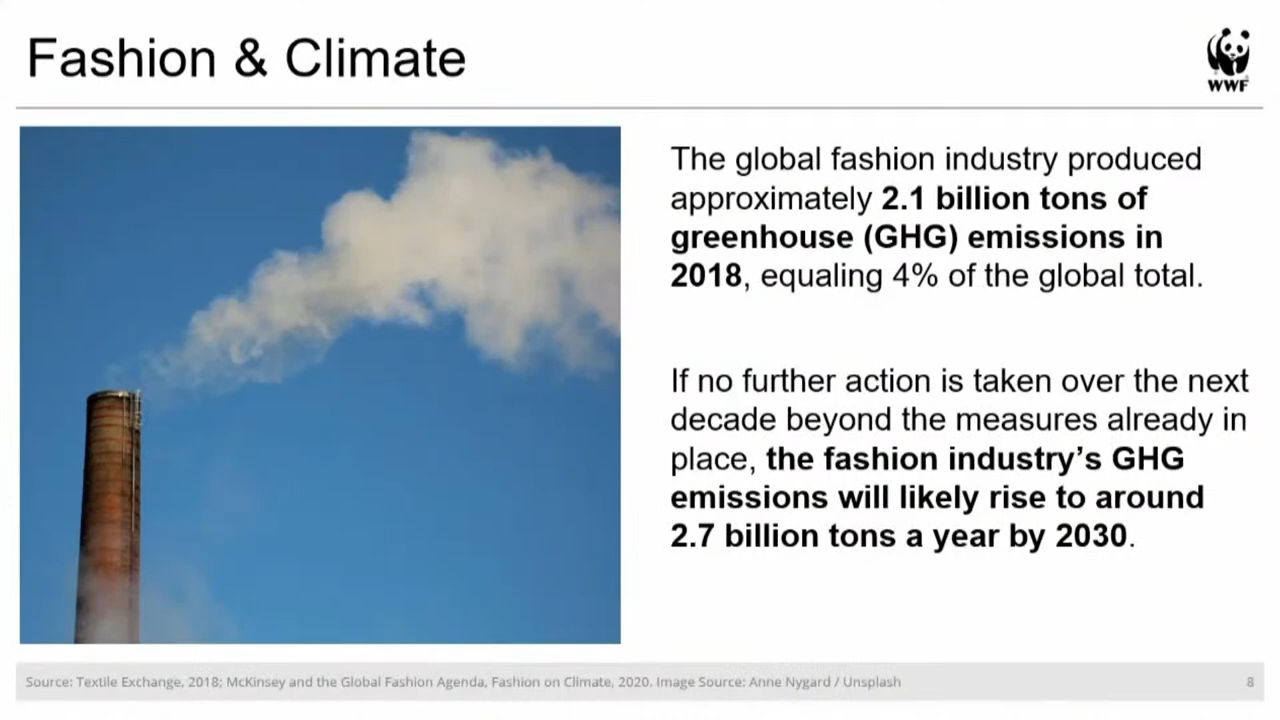 Fashion & Climate
WWF
The global fashion industry produced
approximately 2.1 billion tons of
greenhouse (GHG) emissions in
2018, equaling 4% of the global total.
If no further action is taken over the next
decade beyond the measures already in
place, the fashion industry’s GHG
emissions will likely rise to around
2.7 billion tons a year by 2030.
Source: Textile Exchange, 2018; McKinsey and the Global Fashion Agenda, Fashion on Climate, 2020. Image Source: Anne Nygard / Unsplash
8